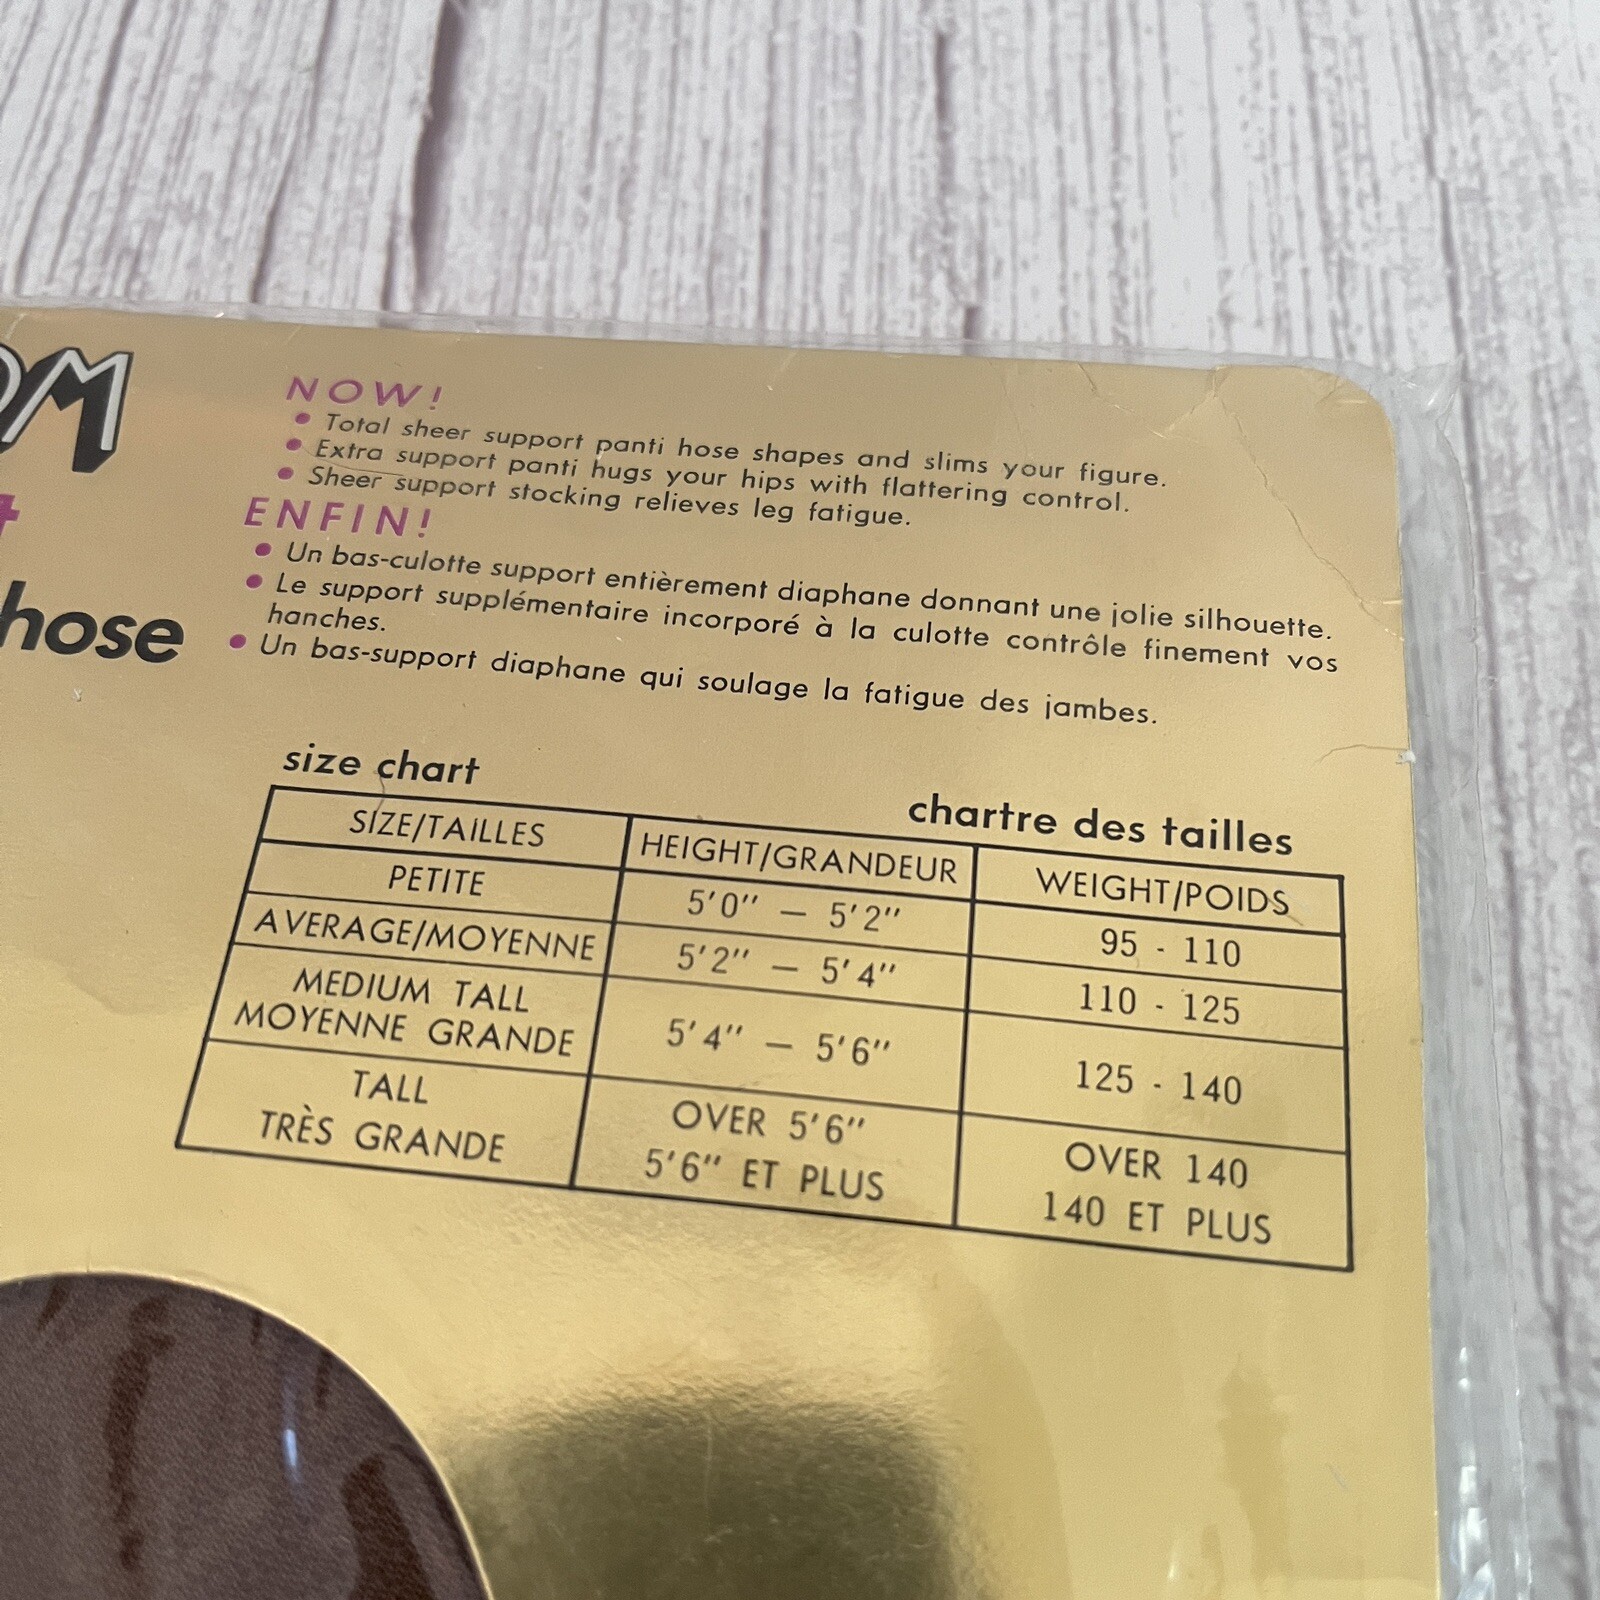 NOW!
• Total sheer support panti hose shapes and slims your figure.
• Extra support panti hugs your hips with flattering control.
• Sheer support stocking relieves leg fatigue.
ENFIN!
• Un bas-culotte support entièrement diaphane donnant une jolie silhouette.
• Le support supplémentaire incorporé à la culotte contrôle finement vos
hanches.
• Un bas-support diaphane qui soulage la fatigue des jambes.
hose
size chart
chartre des tailles
SIZE/TAILLES HEIGHT/GRANDEUR WEIGHT/POIDS
PETITE 5'0" — 5'2" 95 - 110
AVERAGE/MOYENNE 5'2" — 5'4" 110 - 125
MEDIUM TALL
MOYENNE GRANDE 5'4" — 5'6" 125 - 140
TALL OVER 5'6" OVER 140
TRÈS GRANDE 5'6" ET PLUS 140 ET PLUS